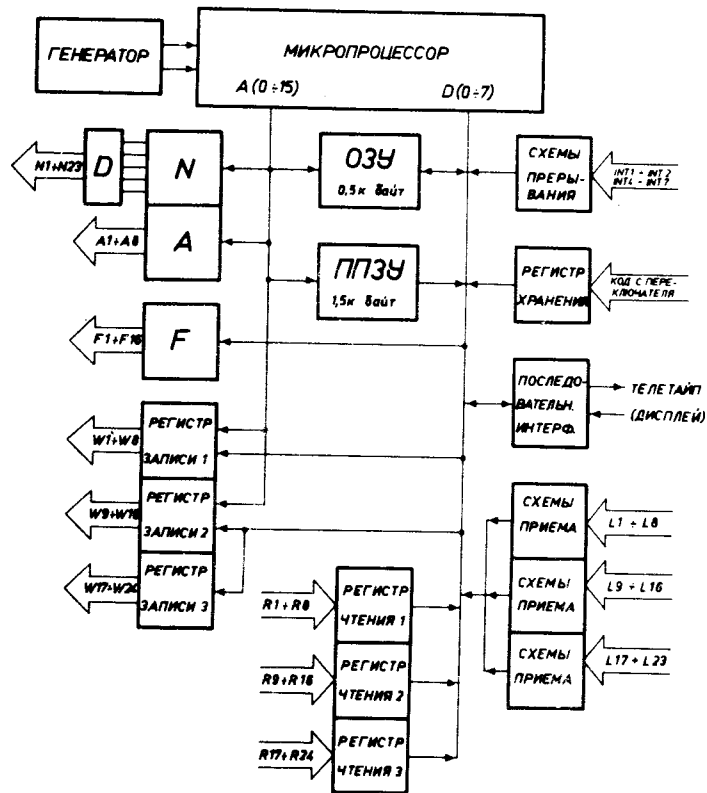 ГЕНЕРАТОР
МИКРОПРОЦЕССОР
A (0÷15)
D (0÷7)
N1÷N23
D
N
ОЗУ
0,5к байт
СХЕМЫ
ПРЕРЫ-
ВАНИЯ
INT1 ÷ INT2
INT4 - INT7
A1÷A8
A
ППЗУ
1,5к байт
РЕГИСТР
ХРАНЕНИЯ
КОД С ПЕРЕ-
КЛЮЧАТЕЛЯ
F1÷F16
F
ПОСЛЕДО-
ВАТЕЛЬН.
ИНТЕРФ.
ТЕЛЕТАЙП
(ДИСПЛЕЙ)
W1÷W8
РЕГИСТР
ЗАПИСИ 1
W9÷W16
РЕГИСТР
ЗАПИСИ 2
W17÷W24
РЕГИСТР
ЗАПИСИ 3
СХЕМЫ
ПРИЕМА
L1 ÷ L8
СХЕМЫ
ПРИЕМА
L9 ÷ L16
СХЕМЫ
ПРИЕМА
L17 ÷ L23
R1÷R8
РЕГИСТР
ЧТЕНИЯ 1
R9÷R16
РЕГИСТР
ЧТЕНИЯ 2
R17÷R24
РЕГИСТР
ЧТЕНИЯ 3